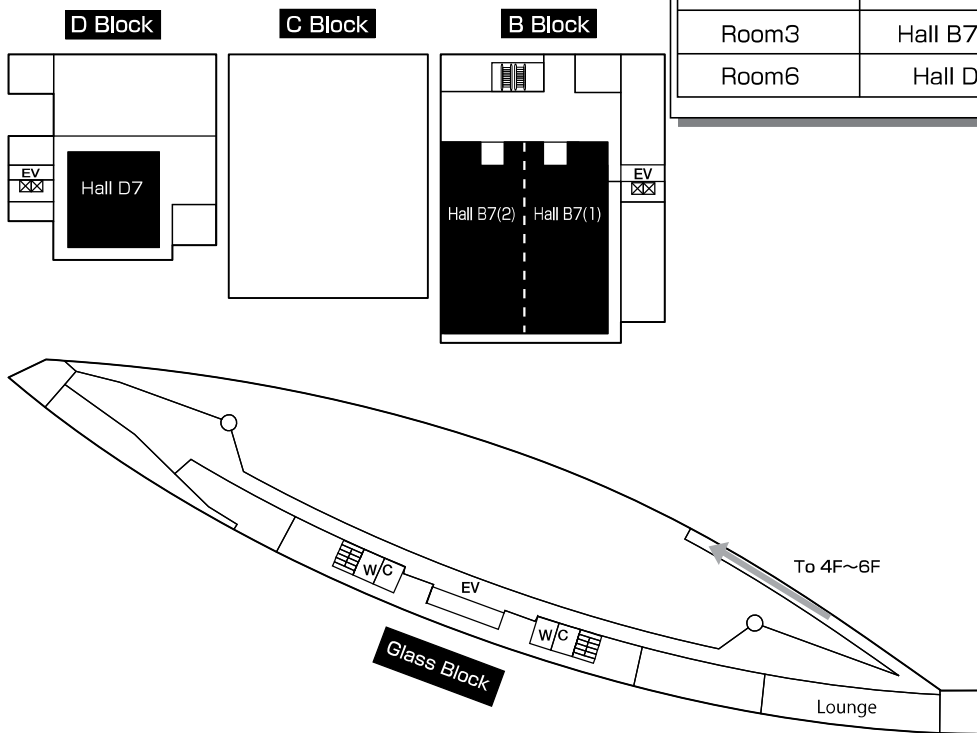 D Block
C Block
B Block
Room3 Hall B7
Room6 Hall D
EV
Hall D7
Hall B7(2)
Hall B7(1)
EV
To 4F～6F
W C
EV
W C
Glass Block
Lounge